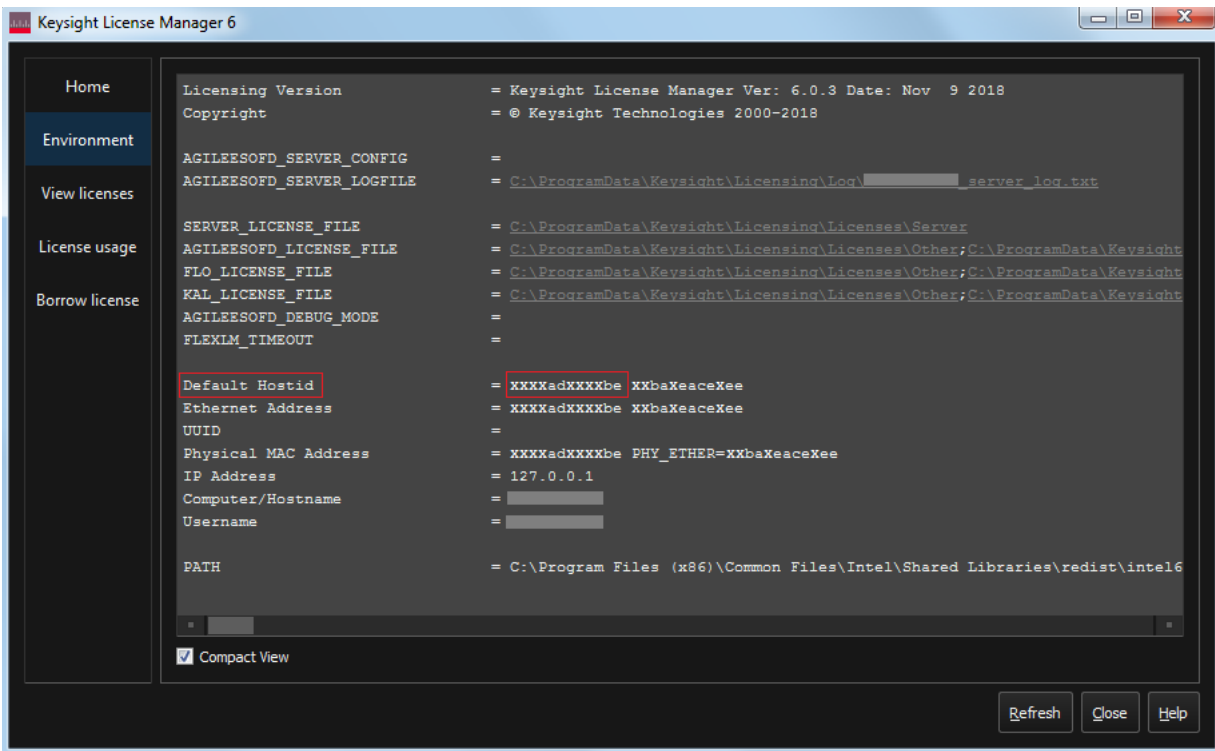 Keysight License Manager 6
Home
Environment
View licenses
License usage
Borrow license
Licensing Version = Keysight License Manager Ver: 6.0.3 Date: Nov 9 2018
Copyright = © Keysight Technologies 2000-2018
AGILEESOFD_SERVER_CONFIG =
AGILEESOFD_SERVER_LOGFILE = C:\ProgramData\Keysight\Licensing\Log\ _server_log.txt
SERVER_LICENSE_FILE = C:\ProgramData\Keysight\Licensing\Licenses\Server
AGILEESOFD_LICENSE_FILE = C:\ProgramData\Keysight\Licensing\Licenses\Other;C:\ProgramData\Keysight
FLO_LICENSE_FILE = C:\ProgramData\Keysight\Licensing\Licenses\Other;C:\ProgramData\Keysight
KAL_LICENSE_FILE = C:\ProgramData\Keysight\Licensing\Licenses\Other;C:\ProgramData\Keysight
AGILEESOFD_DEBUG_MODE =
FLEXLM_TIMEOUT =
Default Hostid = XXXXadXXXXbe XXbaXeaceXee
Ethernet Address = XXXXadXXXXbe XXbaXeaceXee
UUID =
Physical MAC Address = XXXXadXXXXbe PHY_ETHER=XXbaXeaceXee
IP Address = 127.0.0.1
Computer/Hostname =
Username =
PATH = C:\Program Files (x86)\Common Files\Intel\Shared Libraries\redist\intel6
Compact View
Refresh
Close
Help